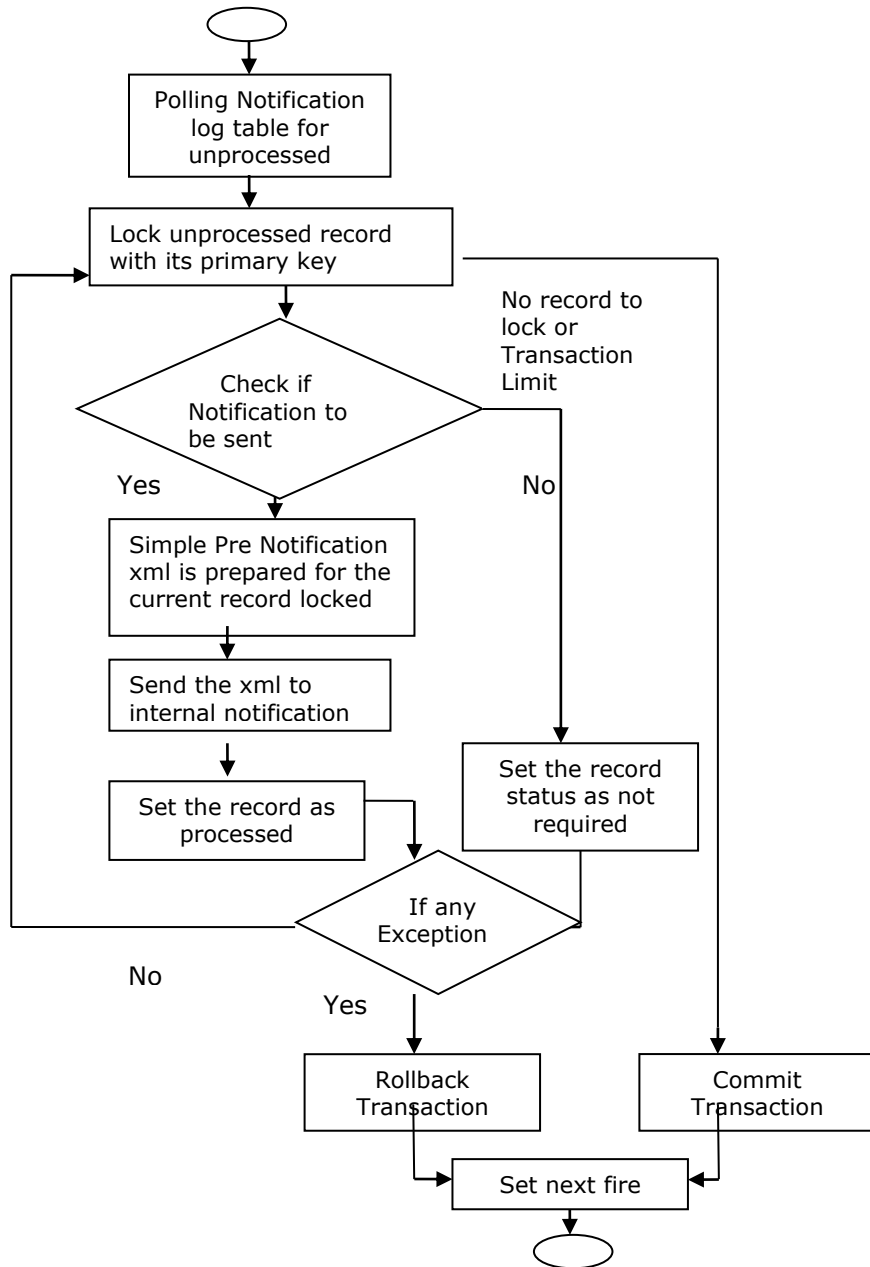 Polling Notification
log table for
unprocessed
Lock unprocessed record
with its primary key
No record to
lock or
Transaction
Limit
Check if
Notification to
be sent
Yes
No
Simple Pre Notification
xml is prepared for the
current record locked
Send the xml to
internal notification
Set the record as
processed
Set the record
status as not
required
If any
Exception
No
Yes
Rollback
Transaction
Commit
Transaction
Set next fire